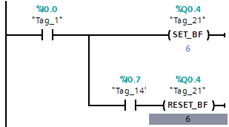 %I0.0 %Q0.4
"Tag_1" "Tag_21"
SET_BF
6
%I0.7 %Q0.4
"Tag_14" "Tag_21"
RESET_BF
6